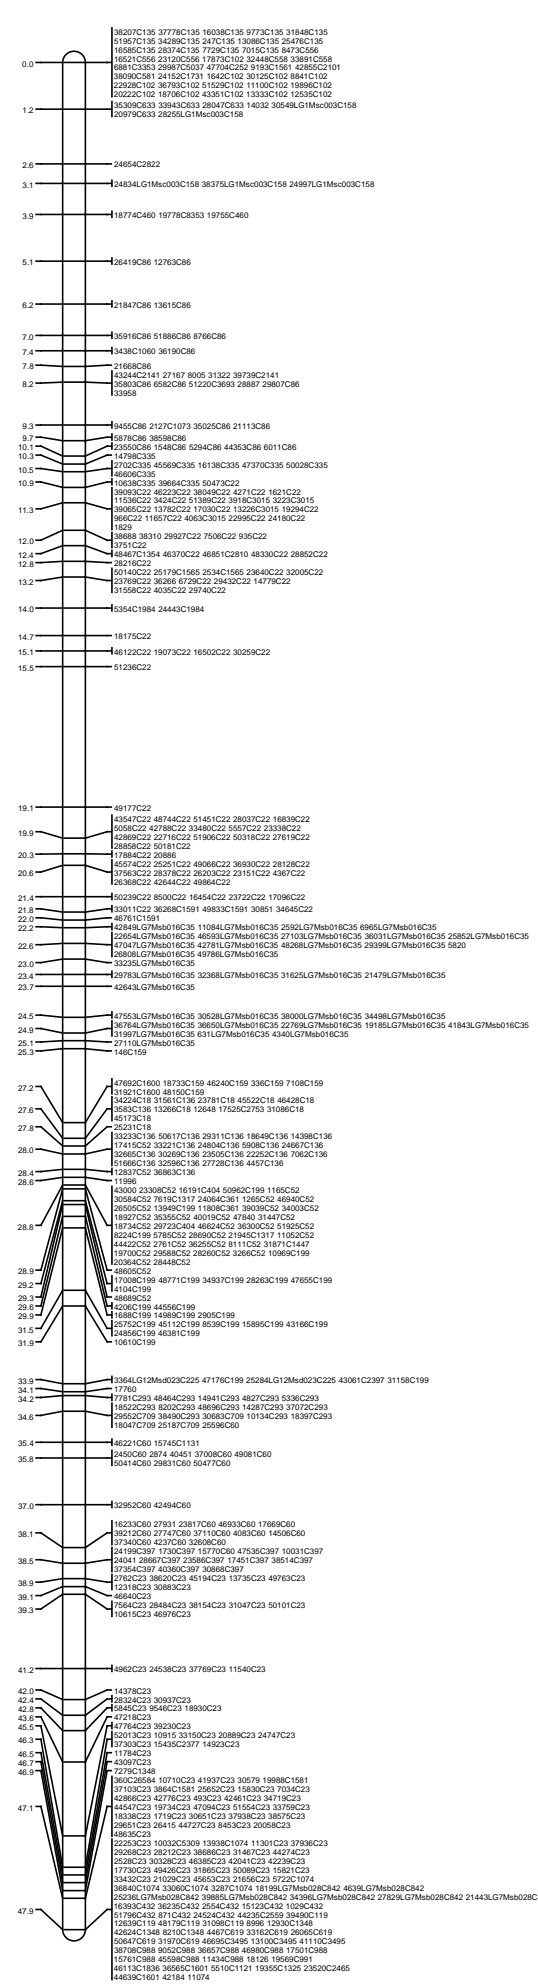 0.0
38207C135 37778C135 16038C135 9773C135 31848C135
51957C135 34289C135 247C135 13086C135 25476C135
16585C135 28374C135 7729C135 7015C135 8473C556
16521C556 23120C556 17873C102 32448C558 33891C558
6881C3353 29987C5037 47704C252 9193C1561 42855C2101
38090C581 24152C1731 1642C102 30125C102 8841C102
22928C102 36793C102 51529C102 11100C102 19896C102
20222C102 18706C102 43351C102 13333C102 12535C102
1.2
35309C633 33943C633 28047C633 14032 30549LG1Msc003C158
20979C633 28255LG1Msc003C158
2.6
24654C2822
3.1
24834LG1Msc003C158 38375LG1Msc003C158 24997LG1Msc003C158
3.9
18774C460 19778C8353 19755C460
5.1
26419C86 12763C86
6.2
21847C86 13615C86
7.0
35916C86 51886C86 8766C86
7.4
3438C1060 36190C86
7.8
21668C86
8.2
43244C2141 27167 8005 31322 39739C2141
35803C86 6582C86 51220C3693 28887 29807C86
33958
9.3
9455C86 2127C1073 35025C86 21113C86
9.7
5878C86 38598C86
10.1
23550C86 1548C86 5294C86 44353C86 6011C86
10.3
14798C335
10.5
2702C335 45569C335 16138C335 47370C335 50028C335
46606C335
10.9
10638C335 39664C335 50473C22
11.3
39093C22 46223C22 38049C22 4271C22 1621C22
11536C22 3424C22 51389C22 3918C3015 3223C3015
39065C22 13782C22 17030C22 13226C3015 19294C22
966C22 11657C22 4063C3015 22995C22 24180C22
1829
12.0
38688 38310 29927C22 7506C22 935C22
3751C22
12.4
48467C1354 46370C22 46851C2810 48330C22 28852C22
12.8
28216C22
13.2
50140C22 25179C1565 2534C1565 23640C22 32005C22
23769C22 36266 6729C22 29432C22 14779C22
31558C22 4035C22 29740C22
14.0
5354C1984 24443C1984
14.7
18175C22
15.1
46122C22 19073C22 16502C22 30259C22
15.5
51236C22
19.1
49177C22
19.9
43547C22 48744C22 51451C22 28037C22 16839C22
5058C22 42788C22 33480C22 5557C22 23338C22
42869C22 22716C22 51906C22 50318C22 27619C22
28858C22 50181C22
20.3
17884C22 20886
20.6
45574C22 25251C22 49066C22 36930C22 28128C22
37563C22 28378C22 26203C22 23151C22 4367C22
26368C22 42644C22 49864C22
21.4
50239C22 8500C22 16454C22 23722C22 17096C22
21.8
33011C22 36268C1591 49833C1591 30851 34645C22
22.0
46761C1591
22.2
42849LG7Msb016C35 11084LG7Msb016C35 2592LG7Msb016C35 6965LG7Msb016C35
22.6
22654LG7Msb016C35 46593LG7Msb016C35 27103LG7Msb016C35 36031LG7Msb016C35 25852LG7Msb016C35
47047LG7Msb016C35 42781LG7Msb016C35 48268LG7Msb016C35 29399LG7Msb016C35 5820
26808LG7Msb016C35 49786LG7Msb016C35
23.0
33235LG7Msb016C35
23.4
29783LG7Msb016C35 32368LG7Msb016C35 31625LG7Msb016C35 21479LG7Msb016C35
23.7
42643LG7Msb016C35
24.5
47553LG7Msb016C35 30528LG7Msb016C35 38000LG7Msb016C35 34498LG7Msb016C35
24.9
36764LG7Msb016C35 36650LG7Msb016C35 22769LG7Msb016C35 19185LG7Msb016C35 41843LG7Msb016C35
31997LG7Msb016C35 631LG7Msb016C35 4340LG7Msb016C35
25.1
27110LG7Msb016C35
25.3
146C159
27.2
47692C1600 18733C159 46240C159 336C159 7108C159
31921C1600 48150C159
27.6
34224C18 31561C136 23781C18 45522C18 46428C18
3583C136 13266C18 12648 17525C2753 31086C18
45173C18
27.8
25231C18
28.0
33233C136 50617C136 29311C136 18649C136 14398C136
17415C52 33221C136 24804C136 5908C136 24667C136
32665C136 30269C136 23505C136 22252C136 7062C136
51666C136 32596C136 27728C136 4457C136
28.4
12837C52 36863C136
28.6
11996
28.8
43000 23308C52 16191C404 50962C199 1165C52
30584C52 7619C1317 24064C361 1265C52 46940C52
26505C52 13949C199 11808C361 39039C52 34003C52
18927C52 35355C52 40019C52 47840 31447C52
18734C52 29723C404 46624C52 36300C52 51925C52
8224C199 5785C52 28690C52 21945C1317 11052C52
44422C52 2761C52 36255C52 8111C52 31871C1447
19700C52 29588C52 28260C52 3266C52 10969C199
20364C52 28448C52
28.9
48605C52
29.2
17008C199 48771C199 34937C199 28263C199 47655C199
4104C199
29.3
48689C52
29.6
4206C199 44556C199
29.9
1688C199 14989C199 2905C199
31.5
25752C199 45112C199 8539C199 15895C199 43166C199
24856C199 46381C199
31.9
10610C199
33.9
3364LG12Msd023C225 47176C199 25284LG12Msd023C225 43061C2397 31158C199
34.1
17760
34.2
7781C293 48464C293 14941C293 4827C293 5336C293
34.6
18522C293 8202C293 48696C293 14287C293 37072C293
29552C709 38490C293 30683C709 10134C293 18397C293
18047C709 25187C709 25596C60
35.4
46221C60 15745C1131
35.8
2450C60 2874 40451 37008C60 49081C60
50414C60 29831C60 50477C60
37.0
32952C60 42494C60
38.1
16233C60 27931 23817C60 46933C60 17669C60
39212C60 27747C60 37110C60 4083C60 14506C60
37340C60 4237C60 32608C60
38.5
24199C397 1730C397 15770C60 47535C397 10031C397
24041 28667C397 23586C397 17451C397 38514C397
37354C397 40360C397 30868C397
38.9
2762C23 38620C23 45194C23 13735C23 49763C23
12318C23 30883C23
39.1
46640C23
39.3
7564C23 28484C23 38154C23 31047C23 50101C23
10615C23 46976C23
41.2
4962C23 24538C23 37769C23 11540C23
42.0
14378C23
42.4
28324C23 30937C23
42.8
5845C23 9546C23 18930C23
43.6
47218C23
45.5
47764C23 39230C23
46.3
52013C23 10915 33150C23 20889C23 24747C23
37303C23 15435C2377 14923C23
46.5
11784C23
46.7
43097C23
46.9
7279C1348
47.1
360C26584 10710C23 41937C23 30579 19988C1581
37103C23 3864C1581 25652C23 15830C23 7034C23
42866C23 42776C23 493C23 42461C23 34719C23
44547C23 19734C23 47094C23 51554C23 33759C23
18338C23 1719C23 30651C23 37938C23 38575C23
29651C23 26415 44727C23 8453C23 20058C23
48635C23
47.9
22253C23 10032C5309 13938C1074 11301C23 37936C23
29268C23 28212C23 38686C23 31467C23 44274C23
2528C23 30328C23 46385C23 42041C23 42239C23
17730C23 49426C23 31865C23 50089C23 15821C23
33432C23 21029C23 45653C23 21656C23 5722C1074
36840C1074 33060C1074 3287C1074 18199LG7Msb028C842 4639LG7Msb028C842
25236LG7Msb028C842 39885LG7Msb028C842 34396LG7Msb028C842 27829LG7Msb028C842 21443LG7Msb028C
16393C432 36235C432 2554C432 15123C432 1029C432
51796C432 871C432 24524C432 44235C2559 39490C119
12639C119 48179C119 31098C119 8996 12930C1348
42624C1348 8210C1348 4467C619 33162C619 26065C619
50647C619 31970C619 46695C3495 13100C3495 41110C3495
38708C988 9052C988 36657C988 46980C988 17501C988
15761C988 45598C988 11434C988 18126 19569C991
46113C1836 36565C1601 5510C1121 19355C1325 23520C2465
44639C1601 42184 11074